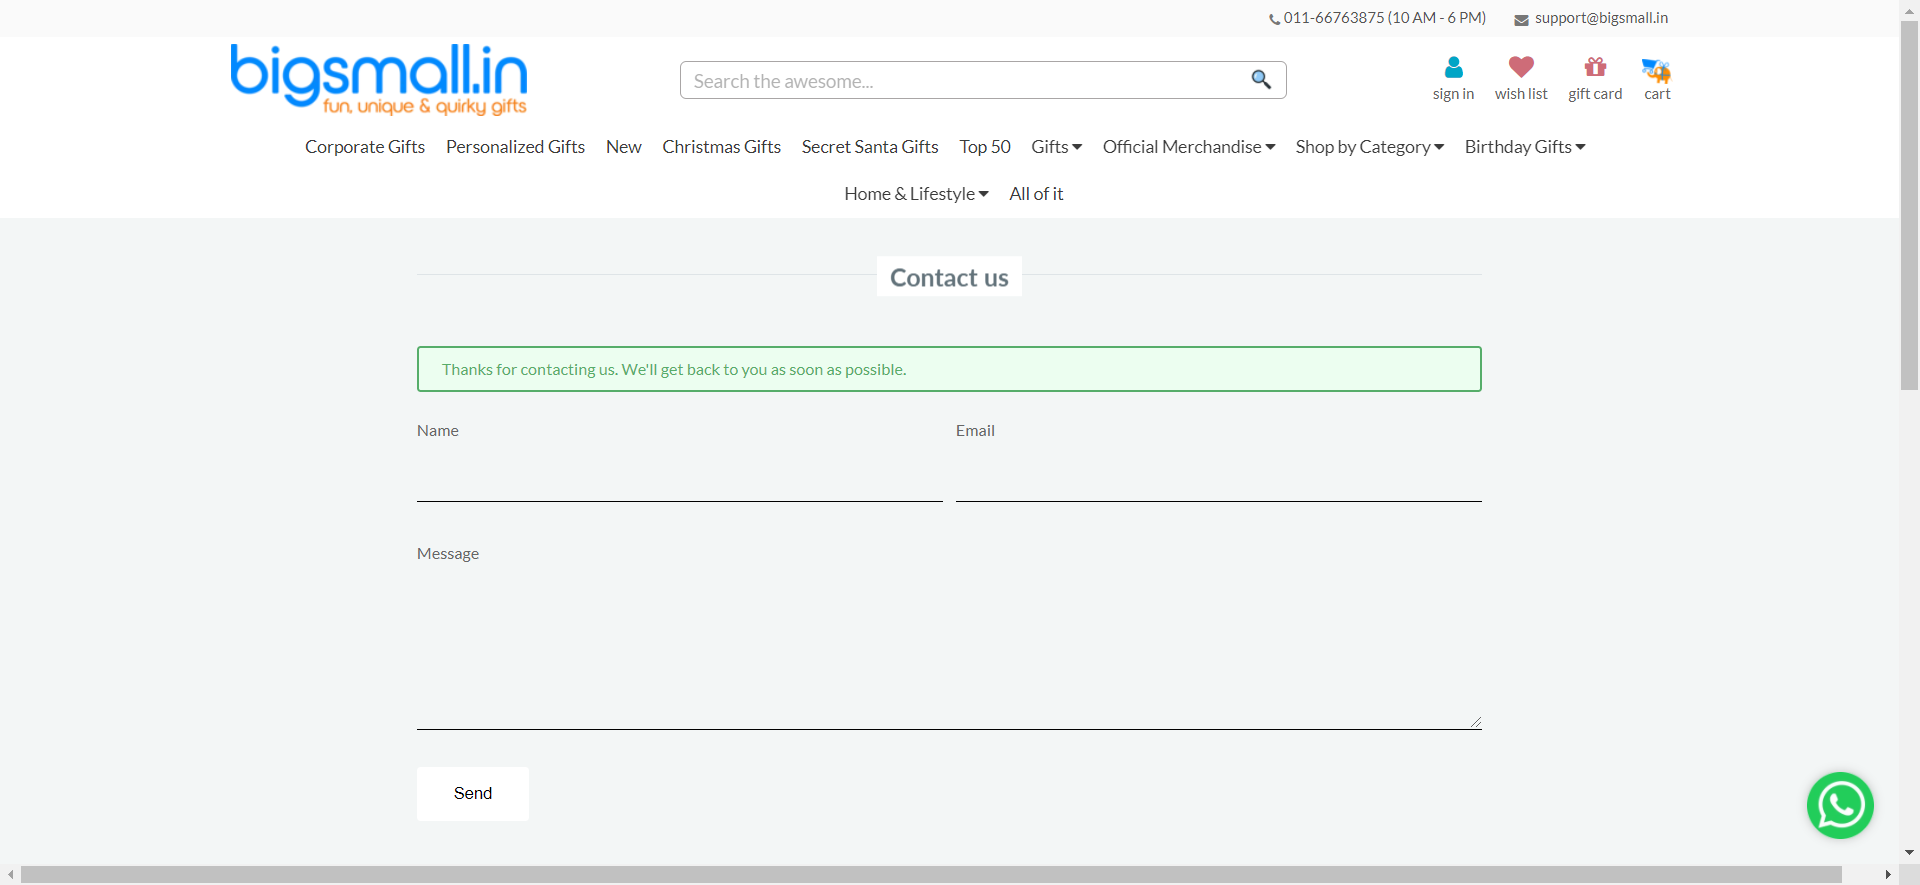 011-66763875 (10 AM - 6 PM) support@bigsmall.in
bigsmall.in
fun, unique & quirky gifts
Search the awesome...
sign in wish list gift card cart
Corporate Gifts Personalized Gifts New Christmas Gifts Secret Santa Gifts Top 50 Gifts Official Merchandise Shop by Category Birthday Gifts
Home & Lifestyle All of it
Contact us
Thanks for contacting us. We'll get back to you as soon as possible.
Name Email
Message
Send